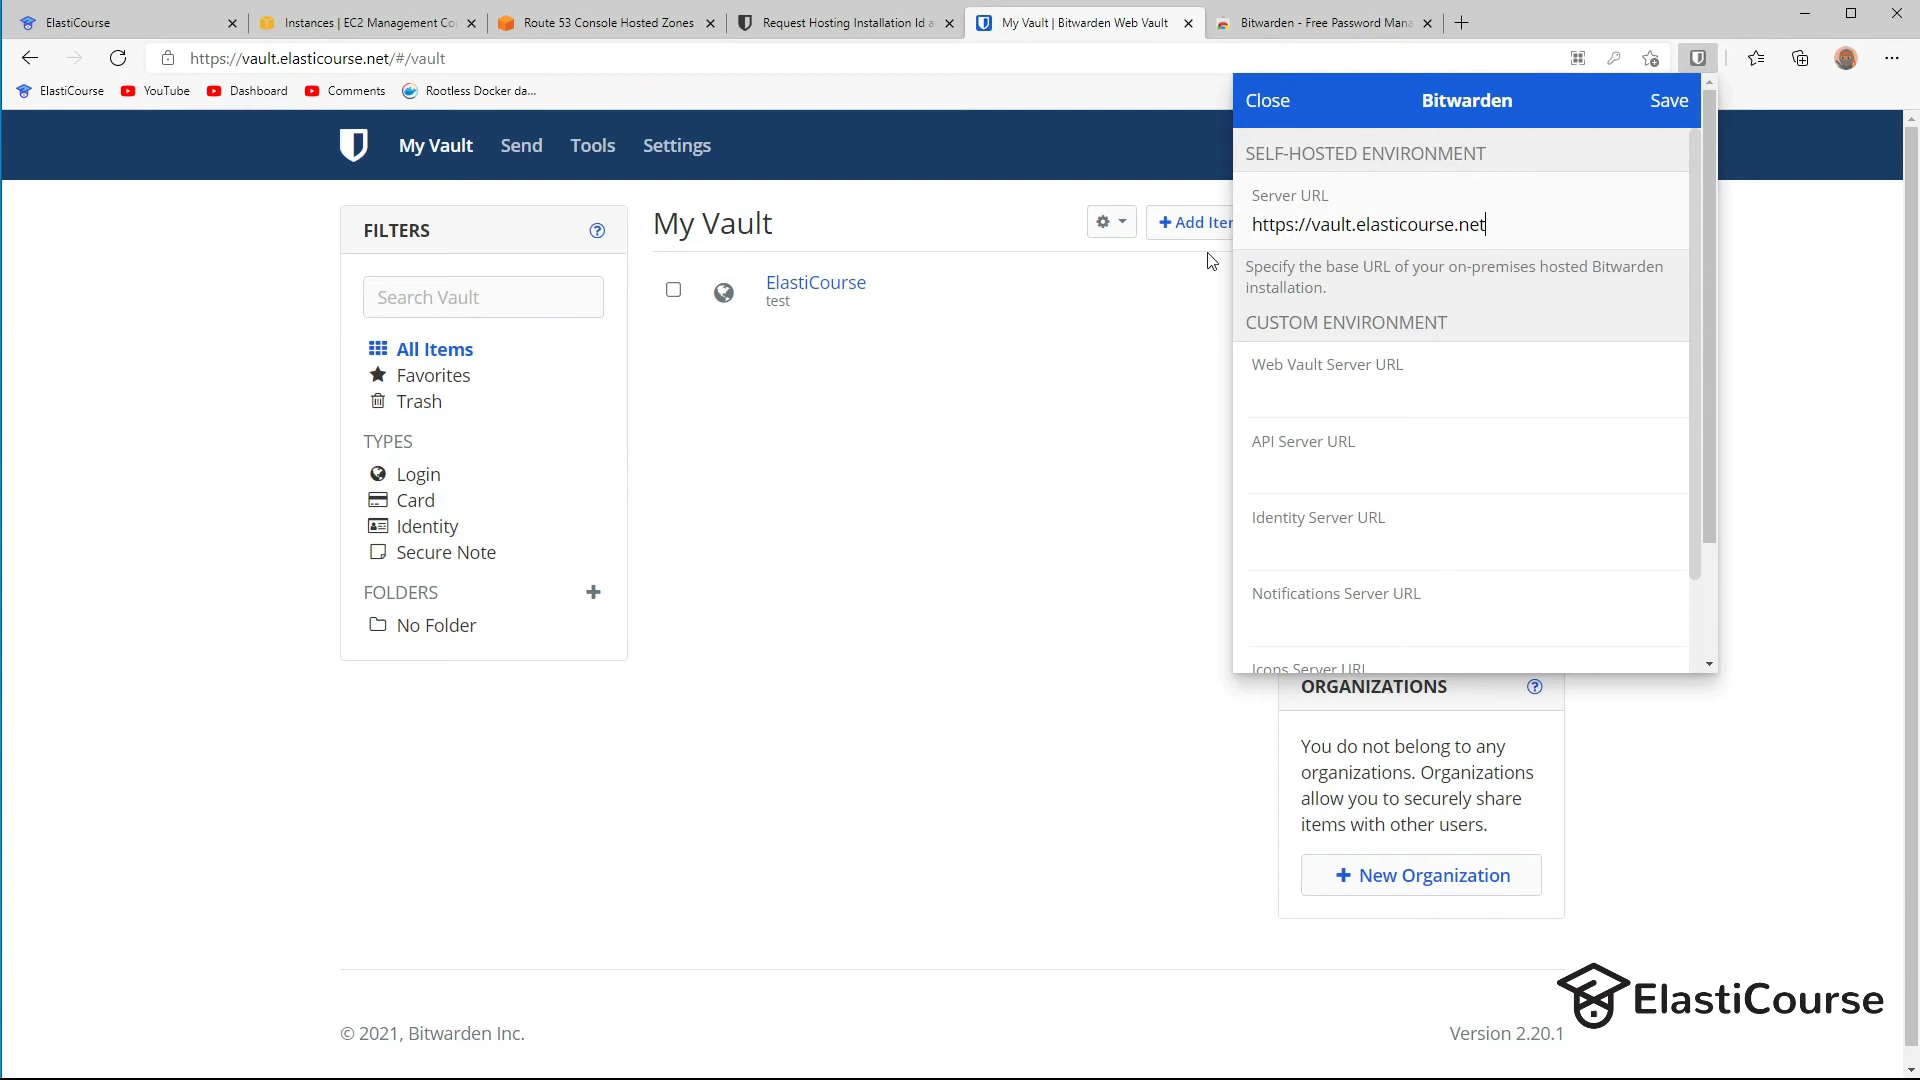 ElastiCourse
Instances | EC2 Management Co
Route 53 Console Hosted Zones
Request Hosting Installation Id a
My Vault | Bitwarden Web Vault
Bitwarden - Free Password Mana
https://vault.elasticourse.net/#/vault
ElastiCourse
YouTube
Dashboard
Comments
Rootless Docker da...
My Vault
Send
Tools
Settings
FILTERS
Search Vault
All Items
Favorites
Trash
TYPES
Login
Card
Identity
Secure Note
FOLDERS
No Folder
My Vault
Add Iter
ElastiCourse
test
Close
Bitwarden
Save
SELF-HOSTED ENVIRONMENT
Server URL
https://vault.elasticourse.net
Specify the base URL of your on-premises hosted Bitwarden
installation.
CUSTOM ENVIRONMENT
Web Vault Server URL
API Server URL
Identity Server URL
Notifications Server URL
Icons Server URL
ORGANIZATIONS
You do not belong to any
organizations. Organizations
allow you to securely share
items with other users.
New Organization
ElastiCourse
© 2021, Bitwarden Inc.
Version 2.20.1